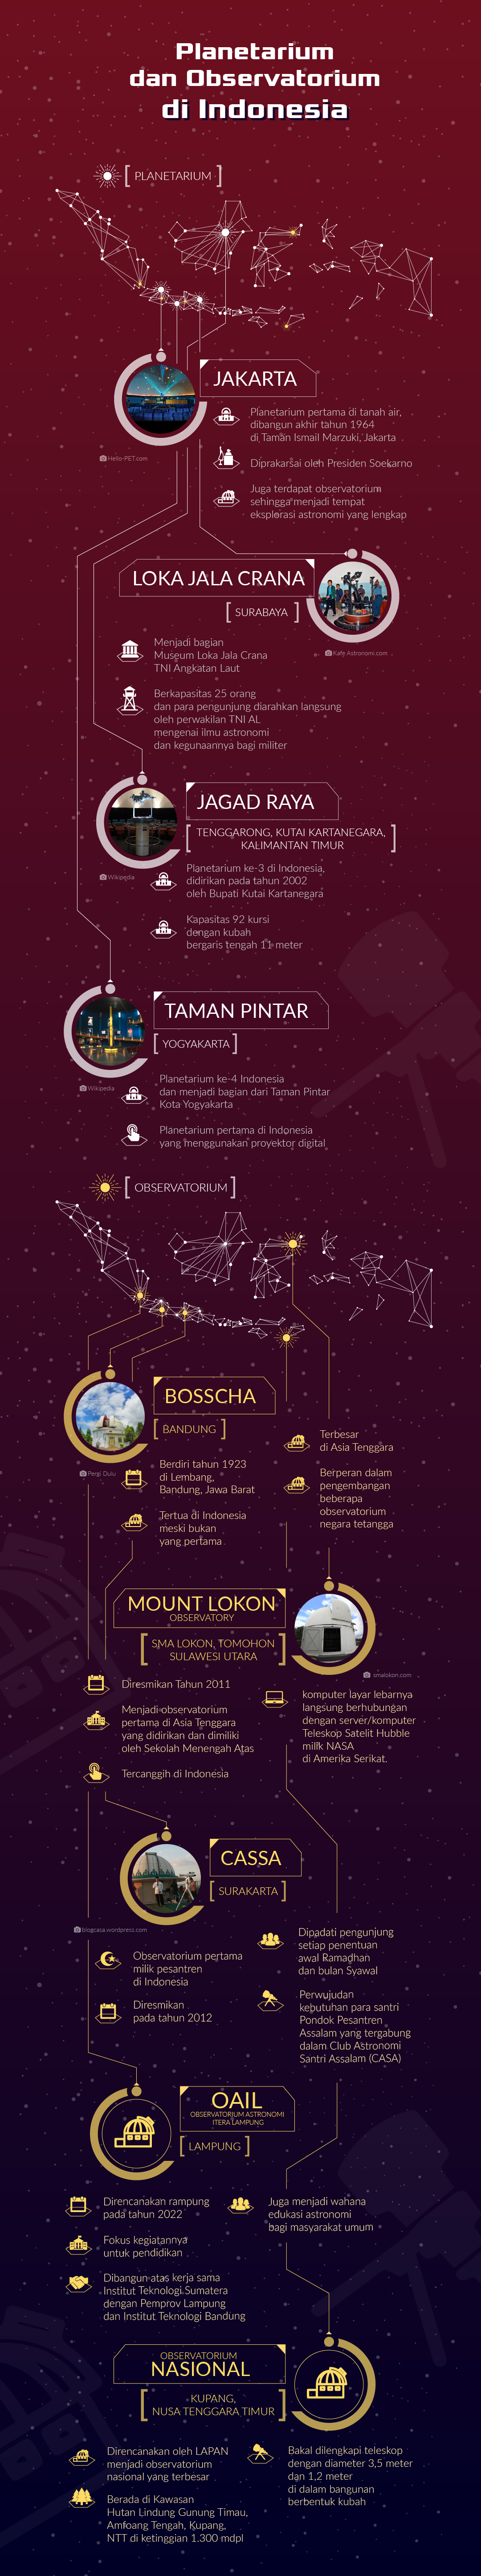 Planetarium
dan Observatorium
di Indonesia
PLANETARIUM
JAKARTA
Planetarium pertama di tanah air,
dibangun akhir tahun 1964
di Taman Ismail Marzuki, Jakarta
Hello-PET.com
Diprakarsai oleh Presiden Soekarno
Juga terdapat observatorium
sehingga menjadi tempat
eksplorasi astronomi yang lengkap
LOKA JALA CRANA
SURABAYA
Kafe Astronomi.com
Menjadi bagian
Museum Loka Jala Crana
TNI Angkatan Laut
Berkapasitas 25 orang
dan para pengunjung diarahkan langsung
oleh perwakilan TNI AL
mengenai ilmu astronomi
dan kegunaannya bagi militer
JAGAD RAYA
TENGGARONG, KUTAI KARTANEGARA,
KALIMANTAN TIMUR
Wikipedia
Planetarium ke-3 di Indonesia,
didirikan pada tahun 2002
oleh Bupati Kutai Kartanegara
Kapasitas 92 kursi
dengan kubah
bergaris tengah 11 meter
TAMAN PINTAR
YOGYAKARTA
Wikipedia
Planetarium ke-4 Indonesia
dan menjadi bagian dari Taman Pintar
Kota Yogyakarta
Planetarium pertama di Indonesia
yang menggunakan proyektor digital
OBSERVATORIUM
BOSSCHA
BANDUNG
Pergi Dulu
Berdiri tahun 1923
di Lembang,
Bandung, Jawa Barat
Tertua di Indonesia
meski bukan
yang pertama
Terbesar
di Asia Tenggara
Berperan dalam
pengembangan
beberapa
observatorium
negara tetangga
MOUNT LOKON
OBSERVATORY
SMA LOKON, TOMOHON
SULAWESI UTARA
smalokon.com
Diresmikan Tahun 2011
Menjadi observatorium
pertama di Asia Tenggara
yang didirikan dan dimiliki
oleh Sekolah Menengah Atas
Tercanggih di Indonesia
komputer layar lebarnya
langsung berhubungan
dengan server/komputer
Teleskop Satelit Hubble
milik NASA
di Amerika Serikat.
CASSA
SURAKARTA
blogcasa.wordpress.com
Observatorium pertama
milik pesantren
di Indonesia
Diresmikan
pada tahun 2012
Dipadati pengunjung
setiap penentuan
awal Ramadhan
dan bulan Syawal
Perwujudan
kebutuhan para santri
Pondok Pesantren
Assalam yang tergabung
dalam Club Astronomi
Santri Assalam (CASA)
OAIL
OBSERVATORIUM ASTRONOMI
ITERA LAMPUNG
LAMPUNG
Direncanakan rampung
pada tahun 2022
Fokus kegiatannya
untuk pendidikan
Dibangun atas kerja sama
Institut Teknologi Sumatera
dengan Pemprov Lampung
dan Institut Teknologi Bandung
Juga menjadi wahana
edukasi astronomi
bagi masyarakat umum
OBSERVATORIUM
NASIONAL
KUPANG,
NUSA TENGGARA TIMUR
Direncanakan oleh LAPAN
menjadi observatorium
nasional yang terbesar
Berada di Kawasan
Hutan Lindung Gunung Timau,
Amfoang Tengah, Kupang,
NTT di ketinggian 1.300 mdpl
Bakal dilengkapi teleskop
dengan diameter 3,5 meter
dan 1,2 meter
di dalam bangunan
berbentuk kubah